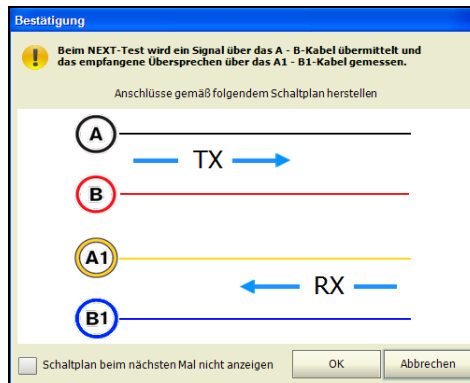 Bestätigung
Beim NEXT-Test wird ein Signal über das A - B-Kabel übermittelt und
das empfangene Übersprechen über das A1 - B1-Kabel gemessen.
Anschlüsse gemäß folgendem Schaltplan herstellen
A
TX
B
A1
RX
B1
Schaltplan beim nächsten Mal nicht anzeigen
OK
Abbrechen